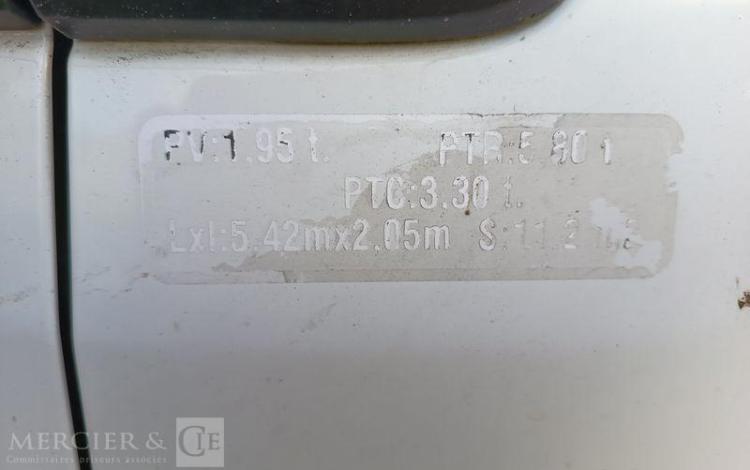 PV:1.95 t. PTR:5.80 t
PTC:3.30 t.
Lxl:5.42mx2.05m S:11.2
MERCIER & CIE
Commissaires priseurs associés